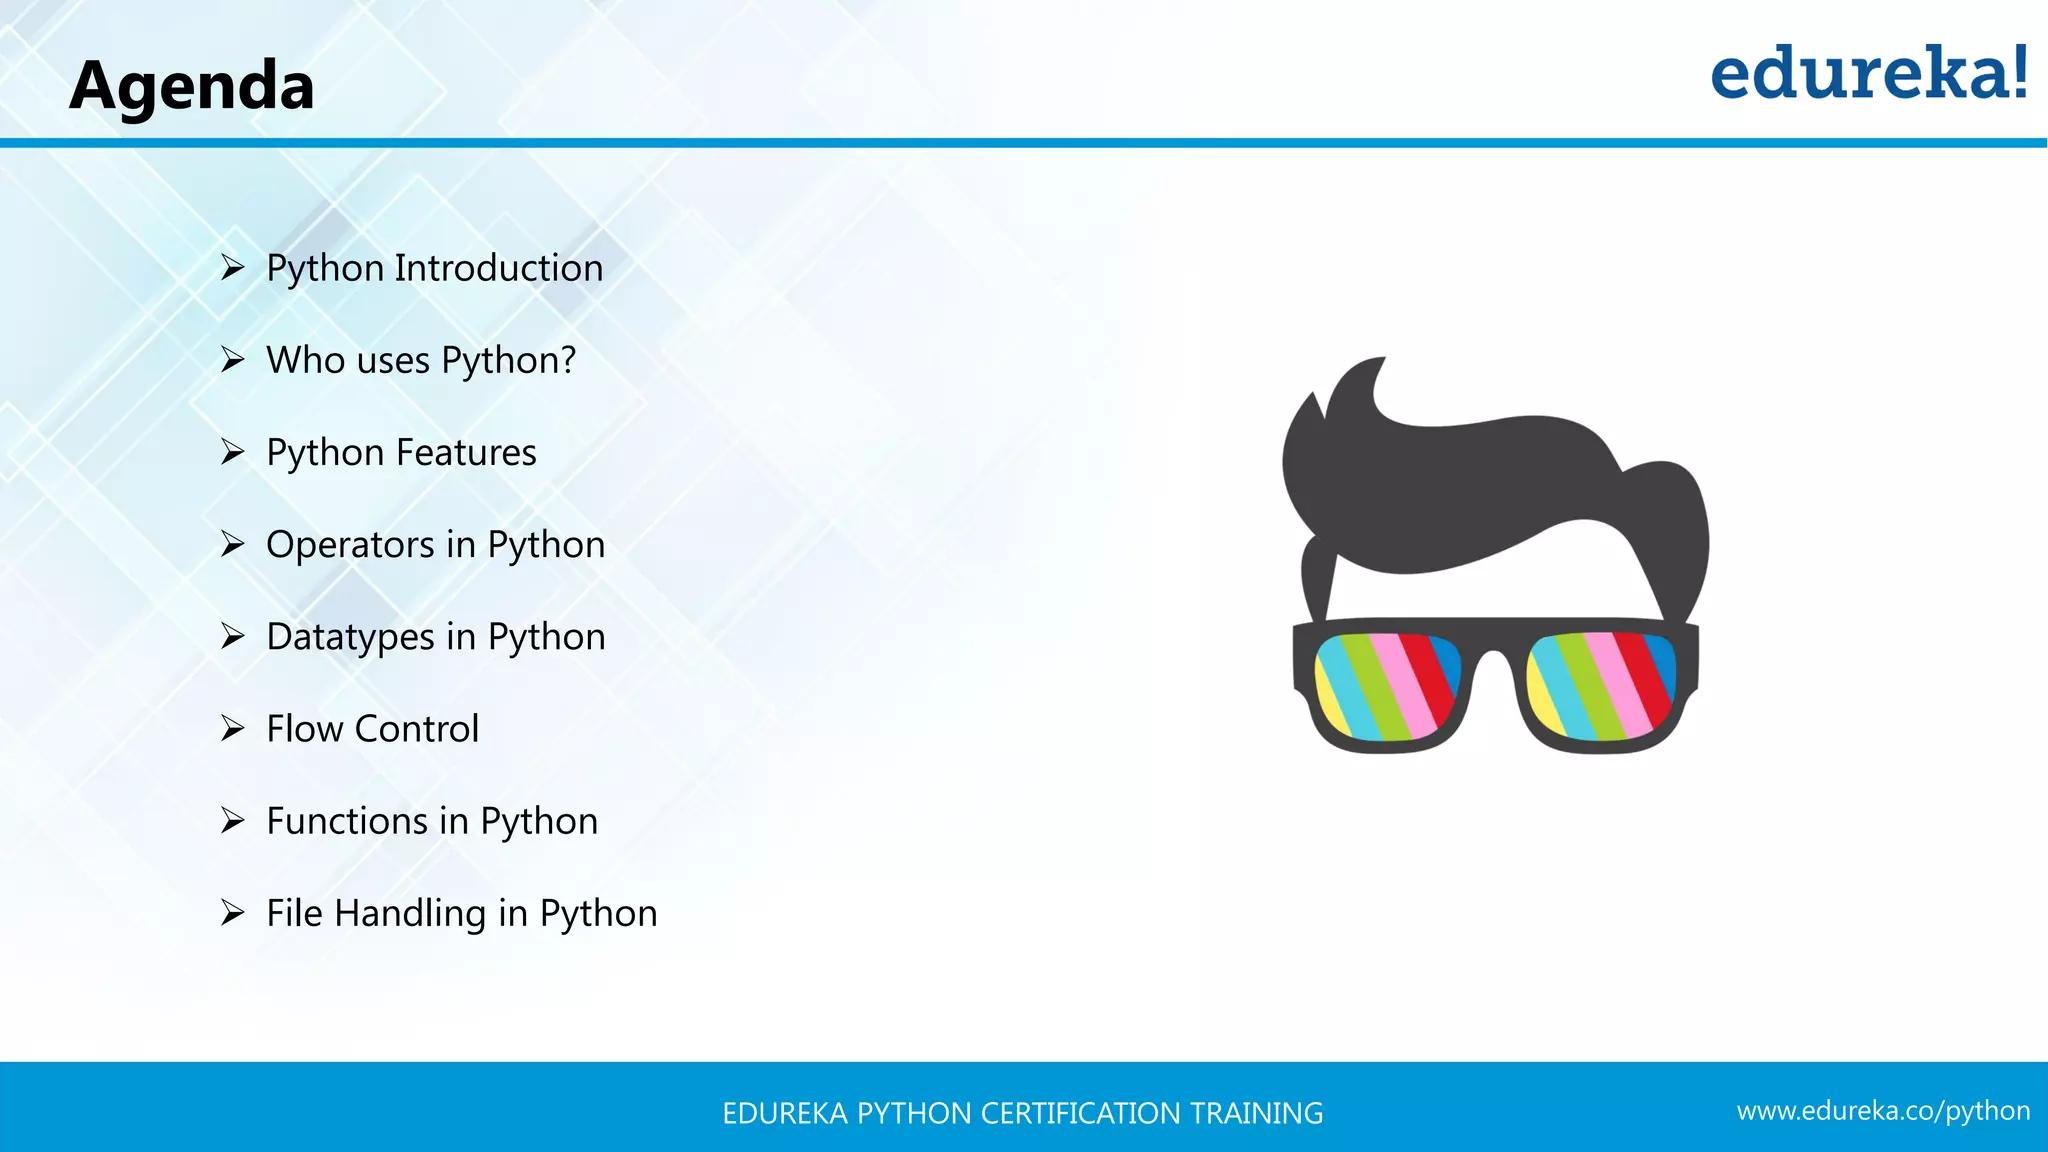 Agenda
edureka!
➢ Python Introduction
➢ Who uses Python?
➢ Python Features
➢ Operators in Python
➢ Datatypes in Python
➢ Flow Control
➢ Functions in Python
➢ File Handling in Python
EDUREKA PYTHON CERTIFICATION TRAINING
www.edureka.co/python